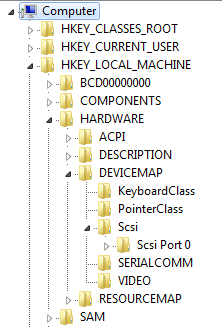 Computer
HKEY_CLASSES_ROOT
HKEY_CURRENT_USER
HKEY_LOCAL_MACHINE
BCD00000000
COMPONENTS
HARDWARE
ACPI
DESCRIPTION
DEVICEMAP
KeyboardClass
PointerClass
Scsi
Scsi Port 0
SERIALCOMM
VIDEO
RESOURCEMAP
SAM